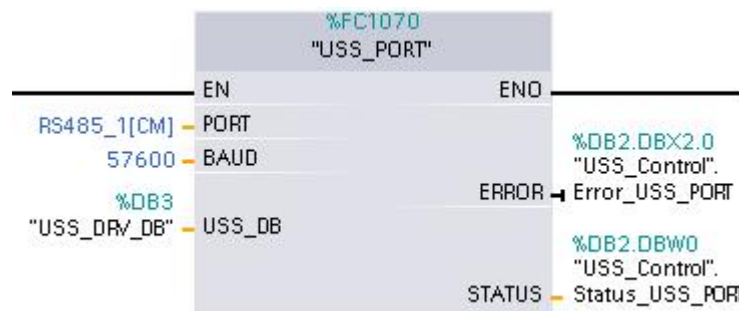 %FC1070
"USS_PORT"
EN
ENO
RS485_1[CM]
PORT
57600
BAUD
%DB3
"USS_DRV_DB"
USS_DB
%DB2.DBX2.0
"USS_Control".
ERROR
Error_USS_PORT
%DB2.DBW0
"USS_Control".
STATUS
Status_USS_PORT